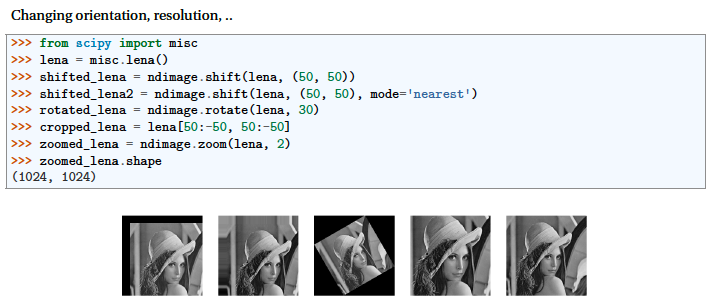 Changing orientation, resolution, ..
>>> from scipy import misc
>>> lena = misc.lena()
>>> shifted_lena = ndimage.shift(lena, (50, 50))
>>> shifted_lena2 = ndimage.shift(lena, (50, 50), mode='nearest')
>>> rotated_lena = ndimage.rotate(lena, 30)
>>> cropped_lena = lena[50:-50, 50:-50]
>>> zoomed_lena = ndimage.zoom(lena, 2)
>>> zoomed_lena.shape
(1024, 1024)